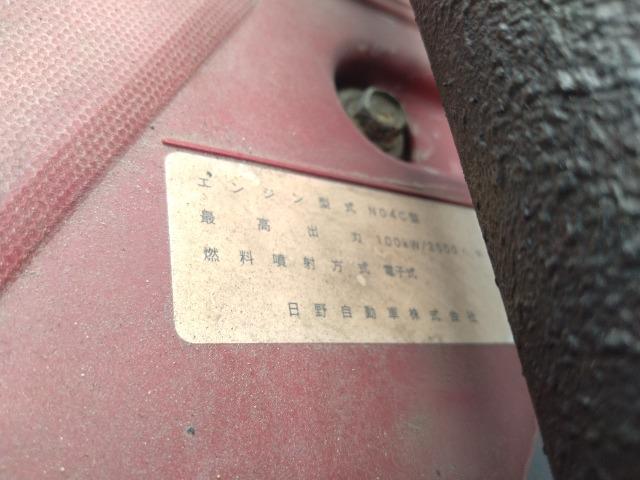 エンジン型式 N04C型
最高出力 100kW/2500
燃料噴射方式 電子式
日野自動車株式会社